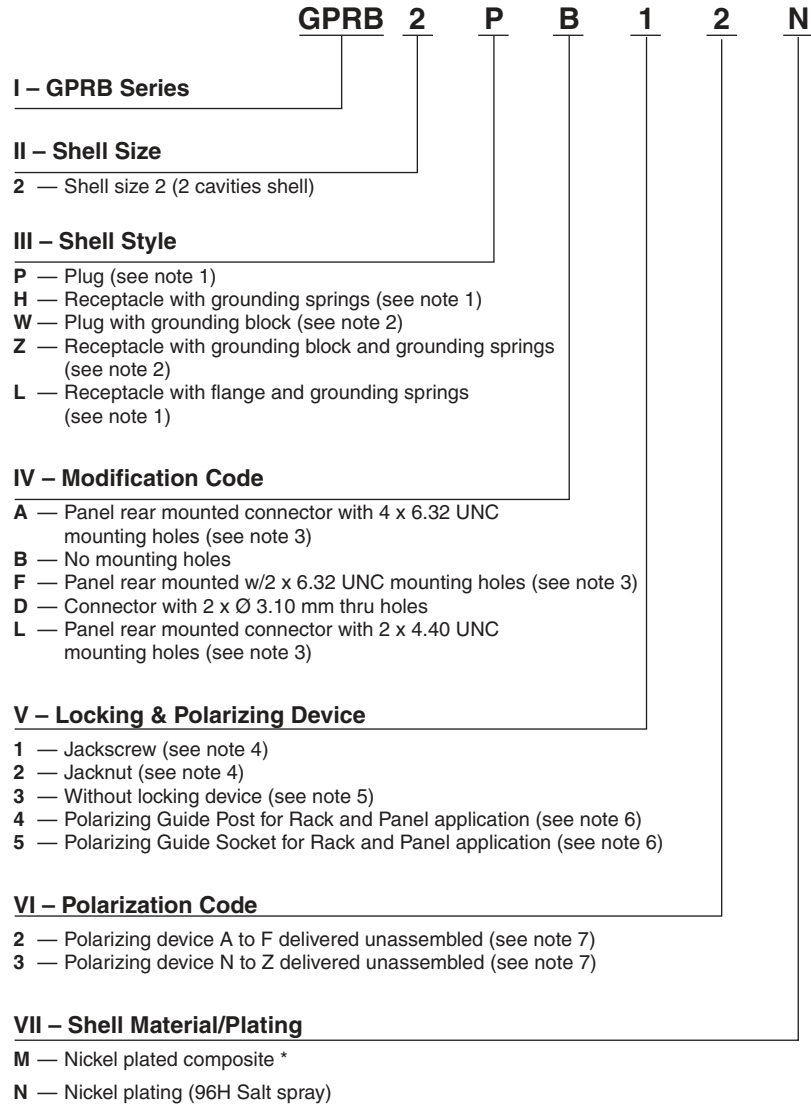 GPRB 2 P B 1 2 N
I – GPRB Series
II – Shell Size
2 — Shell size 2 (2 cavities shell)
III – Shell Style
P — Plug (see note 1)
H — Receptacle with grounding springs (see note 1)
W — Plug with grounding block (see note 2)
Z — Receptacle with grounding block and grounding springs
(see note 2)
L — Receptacle with flange and grounding springs
(see note 1)
IV – Modification Code
A — Panel rear mounted connector with 4 x 6.32 UNC
mounting holes (see note 3)
B — No mounting holes
F — Panel rear mounted w/2 x 6.32 UNC mounting holes (see note 3)
D — Connector with 2 x Ø 3.10 mm thru holes
L — Panel rear mounted connector with 2 x 4.40 UNC
mounting holes (see note 3)
V – Locking & Polarizing Device
1 — Jackscrew (see note 4)
2 — Jacknut (see note 4)
3 — Without locking device (see note 5)
4 — Polarizing Guide Post for Rack and Panel application (see note 6)
5 — Polarizing Guide Socket for Rack and Panel application (see note 6)
VI – Polarization Code
2 — Polarizing device A to F delivered unassembled (see note 7)
3 — Polarizing device N to Z delivered unassembled (see note 7)
VII – Shell Material/Plating
M — Nickel plated composite *
N — Nickel plating (96H Salt spray)